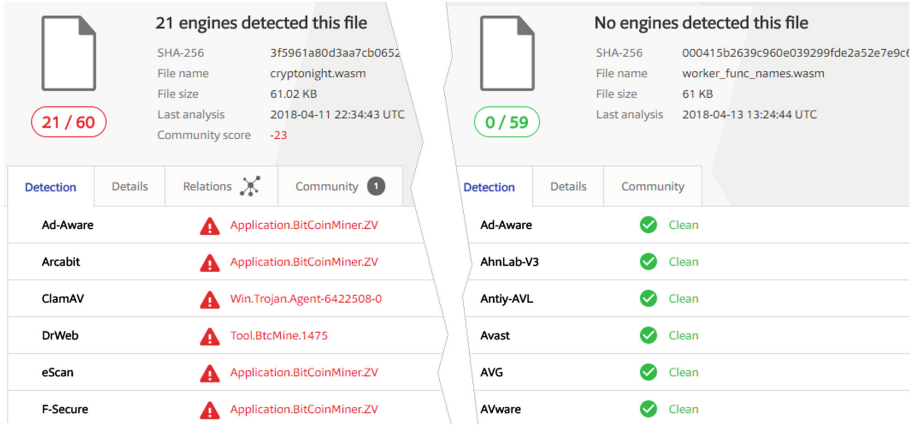 21 engines detected this file
SHA-256 3f5961a80d3aa7cb0652
File name cryptonight.wasm
File size 61.02 KB
Last analysis 2018-04-11 22:34:43 UTC
Community score -23
21 / 60
Detection Details Relations Community 1
Ad-Aware Application.BitCoinMiner.ZV
Arcabit Application.BitCoinMiner.ZV
ClamAV Win.Trojan.Agent-6422508-0
DrWeb Tool.BtcMine.1475
eScan Application.BitCoinMiner.ZV
F-Secure Application.BitCoinMiner.ZV
No engines detected this file
SHA-256 000415b2639c960e039299fde2a52e7e9c6
File name worker_func_names.wasm
File size 61 KB
Last analysis 2018-04-13 13:24:44 UTC
0 / 59
Detection Details Community
Ad-Aware Clean
AhnLab-V3 Clean
Antiy-AVL Clean
Avast Clean
AVG Clean
AVware Clean